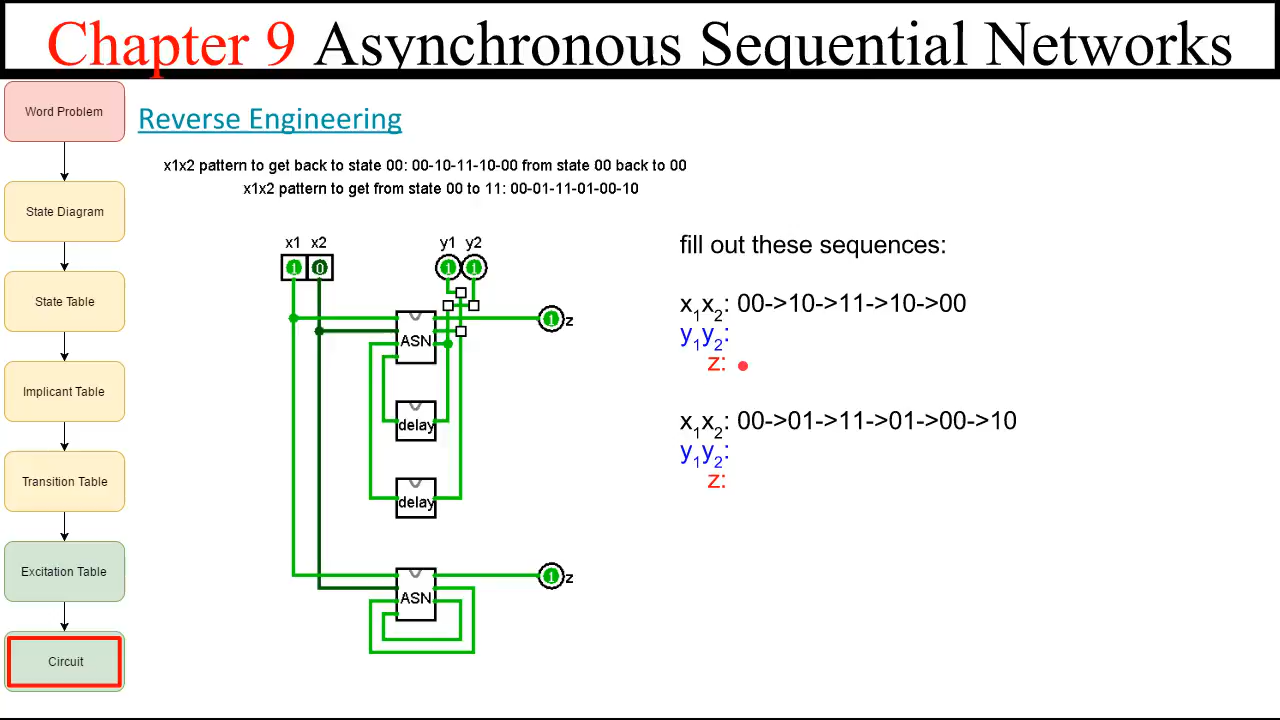 Chapter 9 Asynchronous Sequential Networks
Word Problem
State Diagram
State Table
Implicant Table
Transition Table
Excitation Table
Circuit
Reverse Engineering
x1x2 pattern to get back to state 00: 00-10-11-10-00 from state 00 back to 00
x1x2 pattern to get from state 00 to 11: 00-01-11-01-00-10
x1 x2
1 0
y1 y2
1 1
ASN
1 z
delay
delay
ASN
1 z
fill out these sequences:
x1x2: 00->10->11->10->00
y1y2:
z:
x1x2: 00->01->11->01->00->10
y1y2:
z: